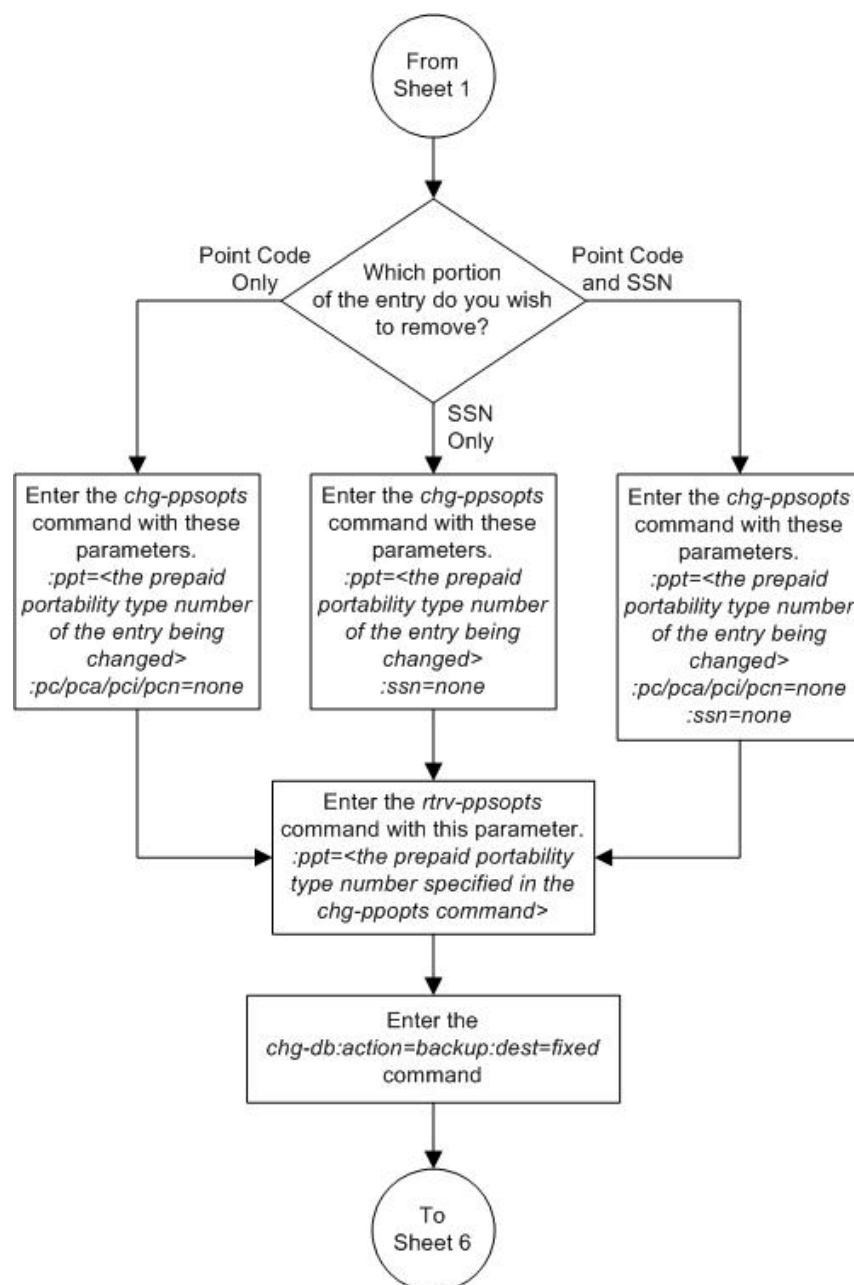 From
Sheet 1
Point Code
Only
Which portion
of the entry do you wish
to remove?
Point Code
and SSN
SSN
Only
Enter the chg-ppsopts
command with these
parameters.
:ppt=<the prepaid
portability type number
of the entry being
changed>
:pc/pca/pci/pcn=none
Enter the chg-ppsopts
command with these
parameters.
:ppt=<the prepaid
portability type number
of the entry being
changed>
:ssn=none
Enter the chg-ppsopts
command with these
parameters.
:ppt=<the prepaid
portability type number
of the entry being
changed>
:pc/pca/pci/pcn=none
:ssn=none
Enter the rtrv-ppsopts
command with this parameter.
:ppt=<the prepaid portability
type number specified in the
chg-ppopts command>
Enter the
chg-db:action=backup:dest=fixed
command
To
Sheet 6